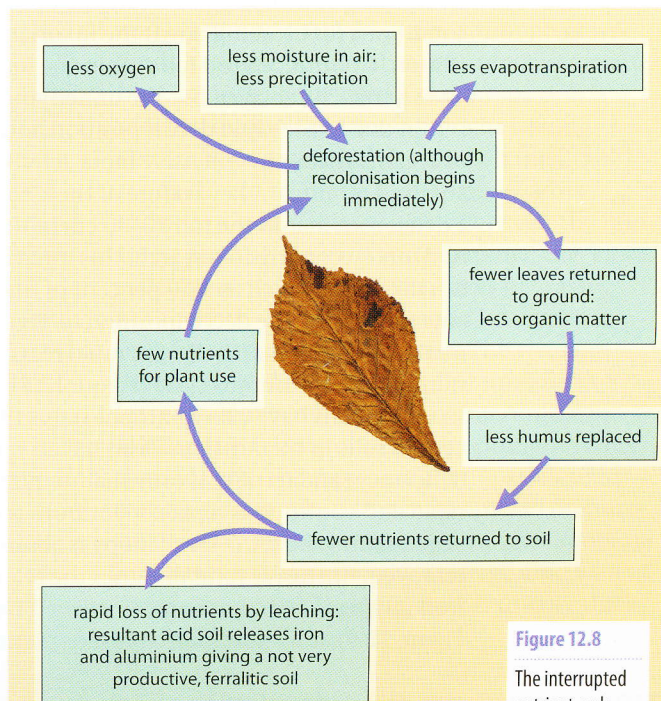 less oxygen
less moisture in air:
less precipitation
less evapotranspiration
deforestation (although
recolonisation begins
immediately)
fewer leaves returned
to ground:
less organic matter
few nutrients
for plant use
less humus replaced
fewer nutrients returned to soil
rapid loss of nutrients by leaching:
resultant acid soil releases iron
and aluminium giving a not very
productive, ferralitic soil
Figure 12.8
The interrupted